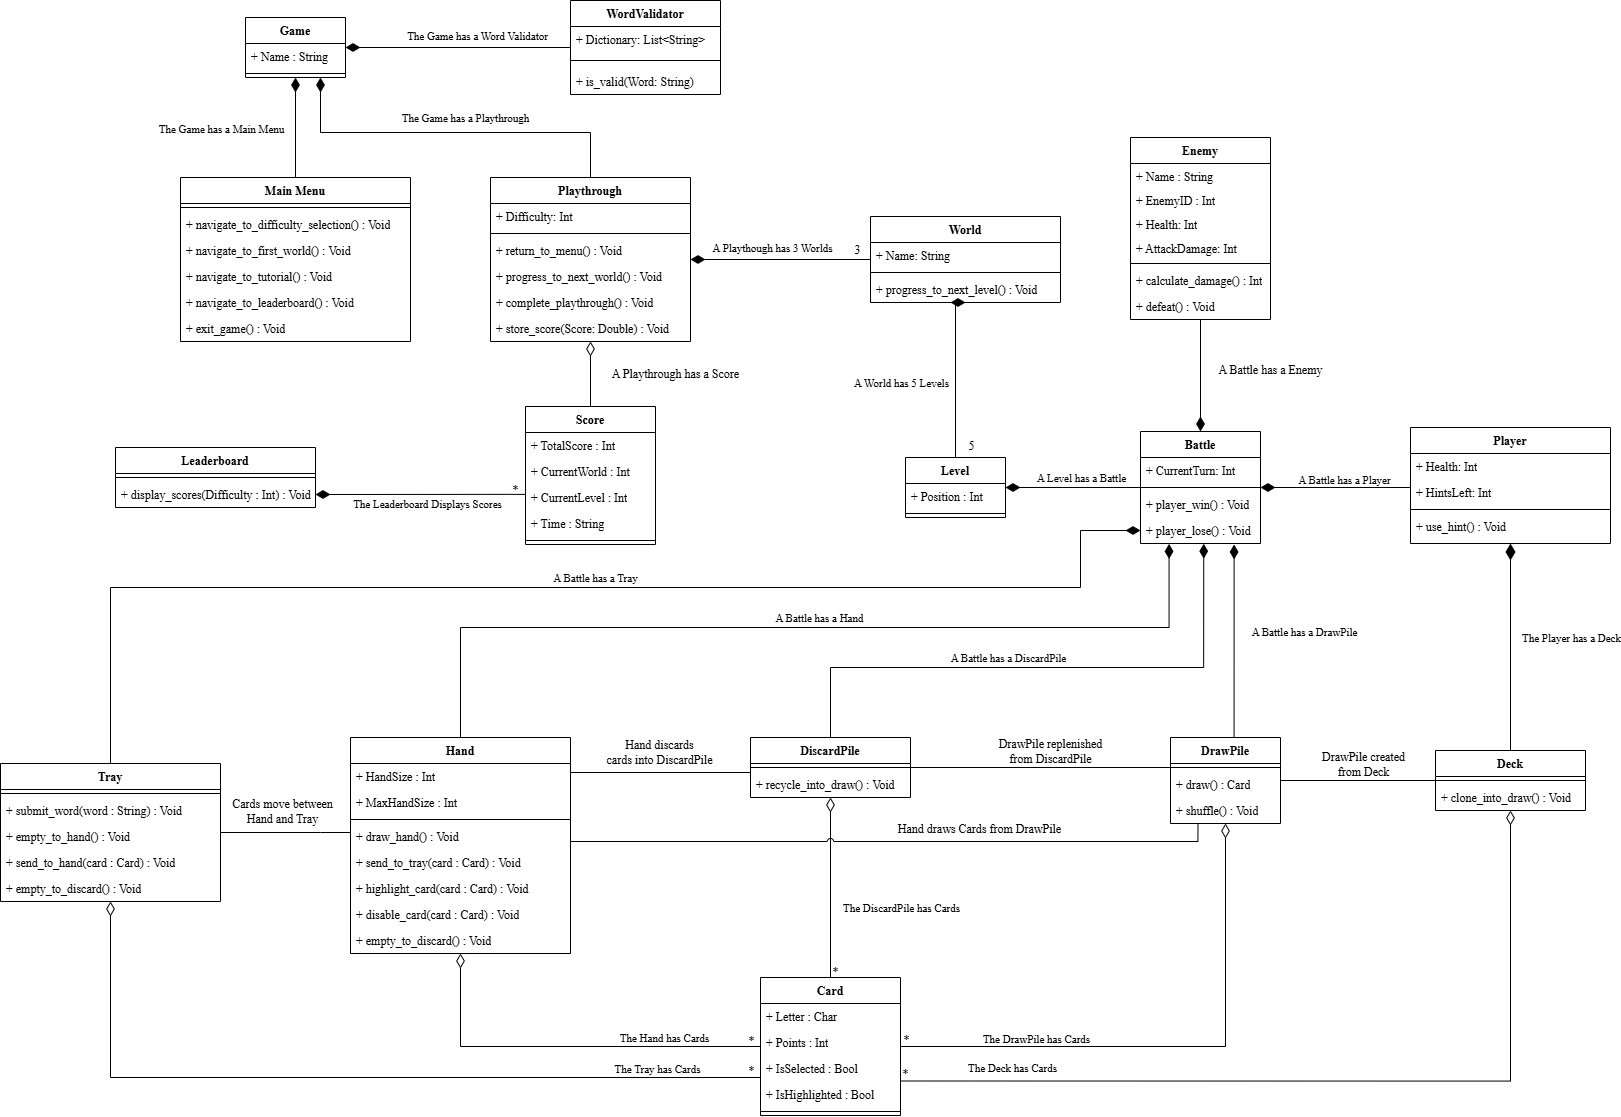 WordValidator
+ Dictionary: List<String>
+ is_valid(Word: String)
Game
+ Name : String
The Game has a Word Validator
The Game has a Main Menu
The Game has a Playthrough
Main Menu
+ navigate_to_difficulty_selection() : Void
+ navigate_to_first_world() : Void
+ navigate_to_tutorial() : Void
+ navigate_to_leaderboard() : Void
+ exit_game() : Void
Playthrough
+ Difficulty: Int
+ return_to_menu() : Void
+ progress_to_next_world() : Void
+ complete_playthrough() : Void
+ store_score(Score: Double) : Void
A Playthough has 3 Worlds
3
World
+ Name: String
+ progress_to_next_level() : Void
Enemy
+ Name : String
+ EnemyID : Int
+ Health: Int
+ AttackDamage: Int
+ calculate_damage() : Int
+ defeat() : Void
A Playthrough has a Score
A World has 5 Levels
5
A Battle has a Enemy
Score
+ TotalScore : Int
+ CurrentWorld : Int
+ CurrentLevel : Int
+ Time : String
Leaderboard
+ display_scores(Difficulty : Int) : Void
*
The Leaderboard Displays Scores
Level
+ Position : Int
A Level has a Battle
Battle
+ CurrentTurn: Int
+ player_win() : Void
+ player_lose() : Void
A Battle has a Player
Player
+ Health: Int
+ HintsLeft: Int
+ use_hint() : Void
A Battle has a Tray
A Battle has a Hand
A Battle has a DiscardPile
A Battle has a DrawPile
The Player has a Deck
Tray
+ submit_word(word : String) : Void
+ empty_to_hand() : Void
+ send_to_hand(card : Card) : Void
+ empty_to_discard() : Void
Cards move between
Hand and Tray
Hand
+ HandSize : Int
+ MaxHandSize : Int
+ draw_hand() : Void
+ send_to_tray(card : Card) : Void
+ highlight_card(card : Card) : Void
+ disable_card(card : Card) : Void
+ empty_to_discard() : Void
Hand discards
cards into DiscardPile
DiscardPile
+ recycle_into_draw() : Void
DrawPile replenished
from DiscardPile
DrawPile
+ draw() : Card
+ shuffle() : Void
DrawPile created
from Deck
Deck
+ clone_into_draw() : Void
Hand draws Cards from DrawPile
The DiscardPile has Cards
*
Card
+ Letter : Char
+ Points : Int
+ IsSelected : Bool
+ IsHighlighted : Bool
The Hand has Cards
*
The Tray has Cards
*
*
The DrawPile has Cards
*
The Deck has Cards